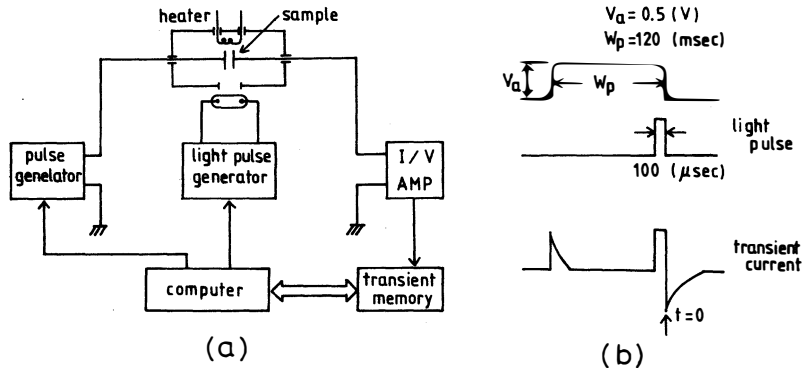 heater
sample
pulse
genelator
light pulse
generator
I / V
AMP
computer
transient
memory
(a)
Va = 0.5 (V)
Wp = 120 (msec)
Va
Wp
light
pulse
100 (μsec)
transient
current
t=0
(b)